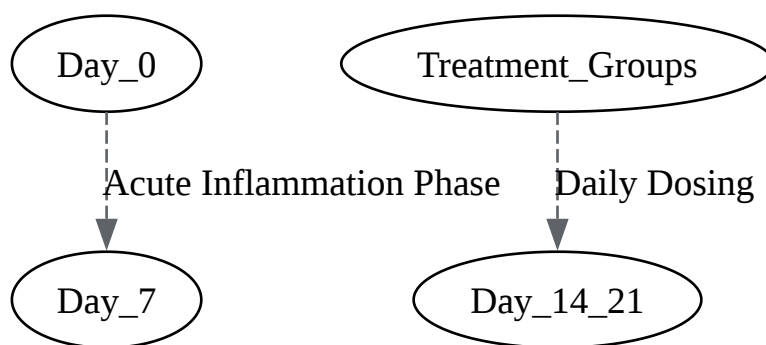 Day_0
Treatment_Groups
Acute Inflammation Phase
Daily Dosing
Day_7
Day_14_21